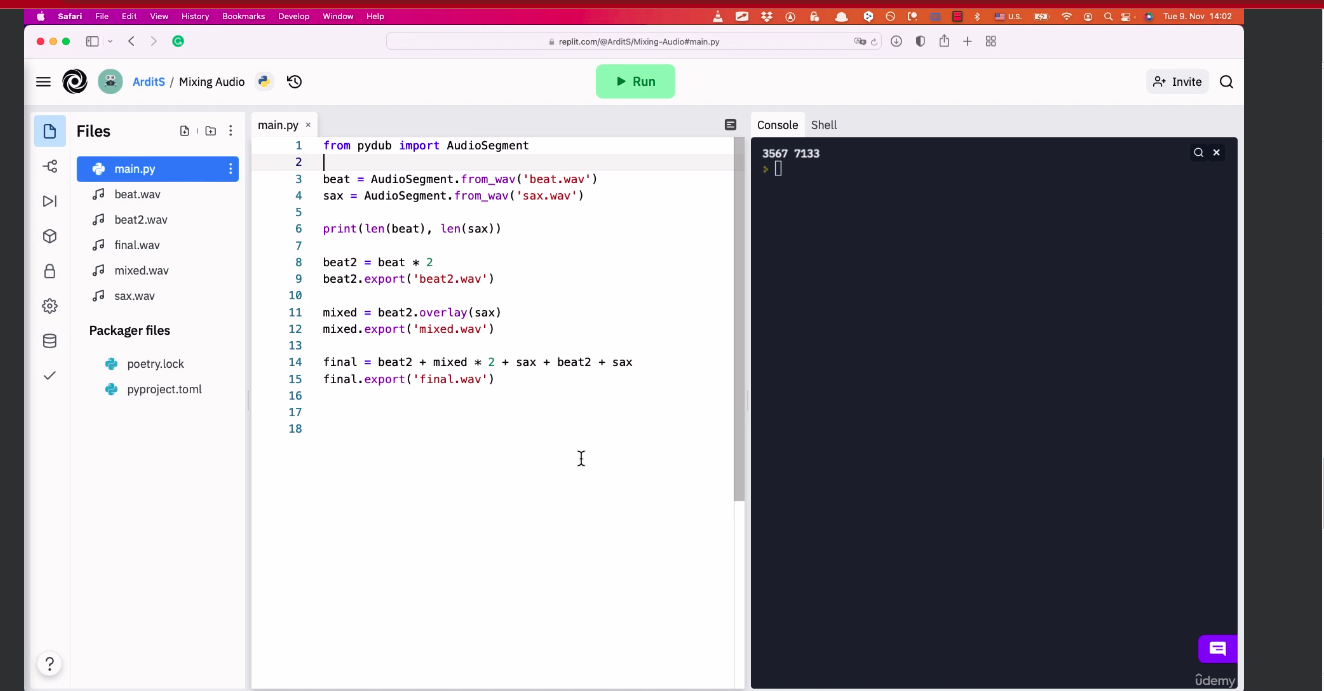 Safari File Edit View History Bookmarks Develop Window Help U.S. Tue 9. Nov 14:02
replit.com/@ArditS/Mixing-Audio#main.py
ArditS / Mixing Audio
Run
Invite
Files
main.py
beat.wav
beat2.wav
final.wav
mixed.wav
sax.wav
Packager files
poetry.lock
pyproject.toml
main.py ×
1 from pydub import AudioSegment
2
3 beat = AudioSegment.from_wav('beat.wav')
4 sax = AudioSegment.from_wav('sax.wav')
5
6 print(len(beat), len(sax))
7
8 beat2 = beat * 2
9 beat2.export('beat2.wav')
10
11 mixed = beat2.overlay(sax)
12 mixed.export('mixed.wav')
13
14 final = beat2 + mixed * 2 + sax + beat2 + sax
15 final.export('final.wav')
16
17
18
Console Shell
3567 7133
>
?
ûdemy